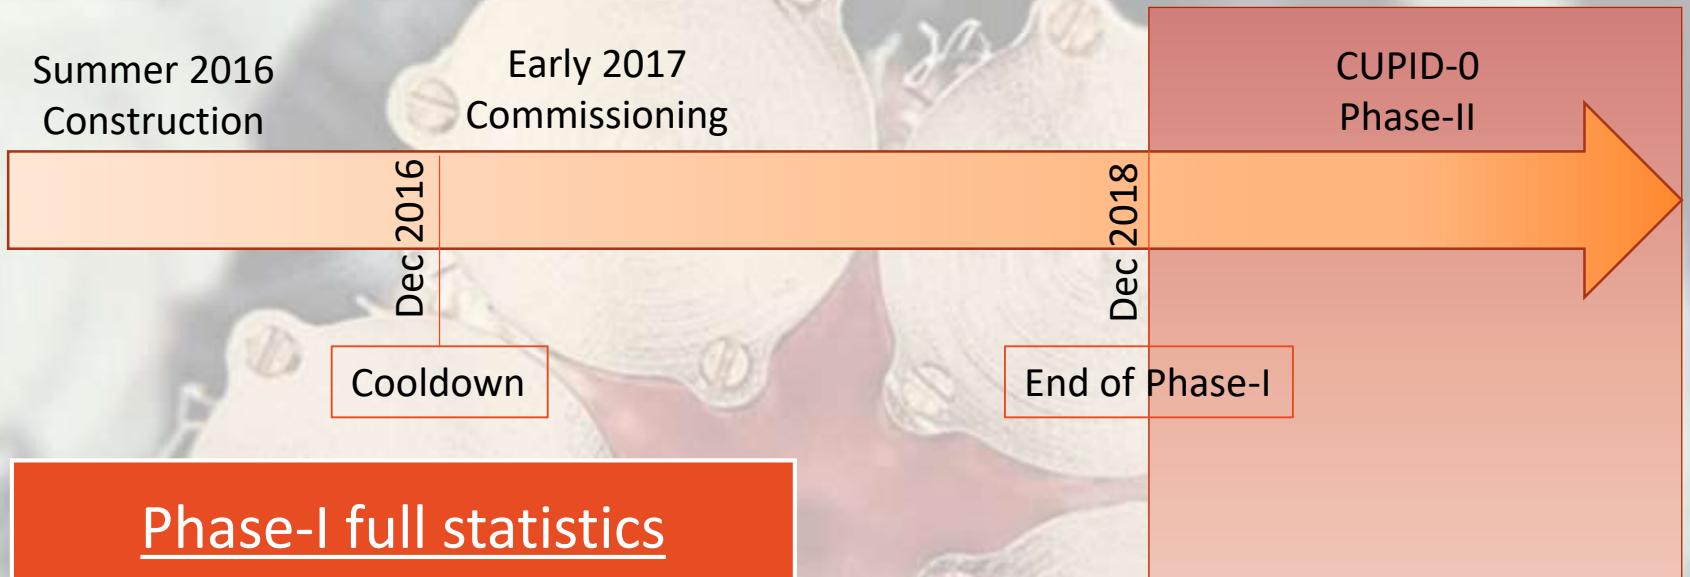 Summer 2016
Construction
Early 2017
Commissioning
CUPID-0
Phase-II
Dec 2016
Dec 2018
Cooldown
End of Phase-I
Phase-I full statistics